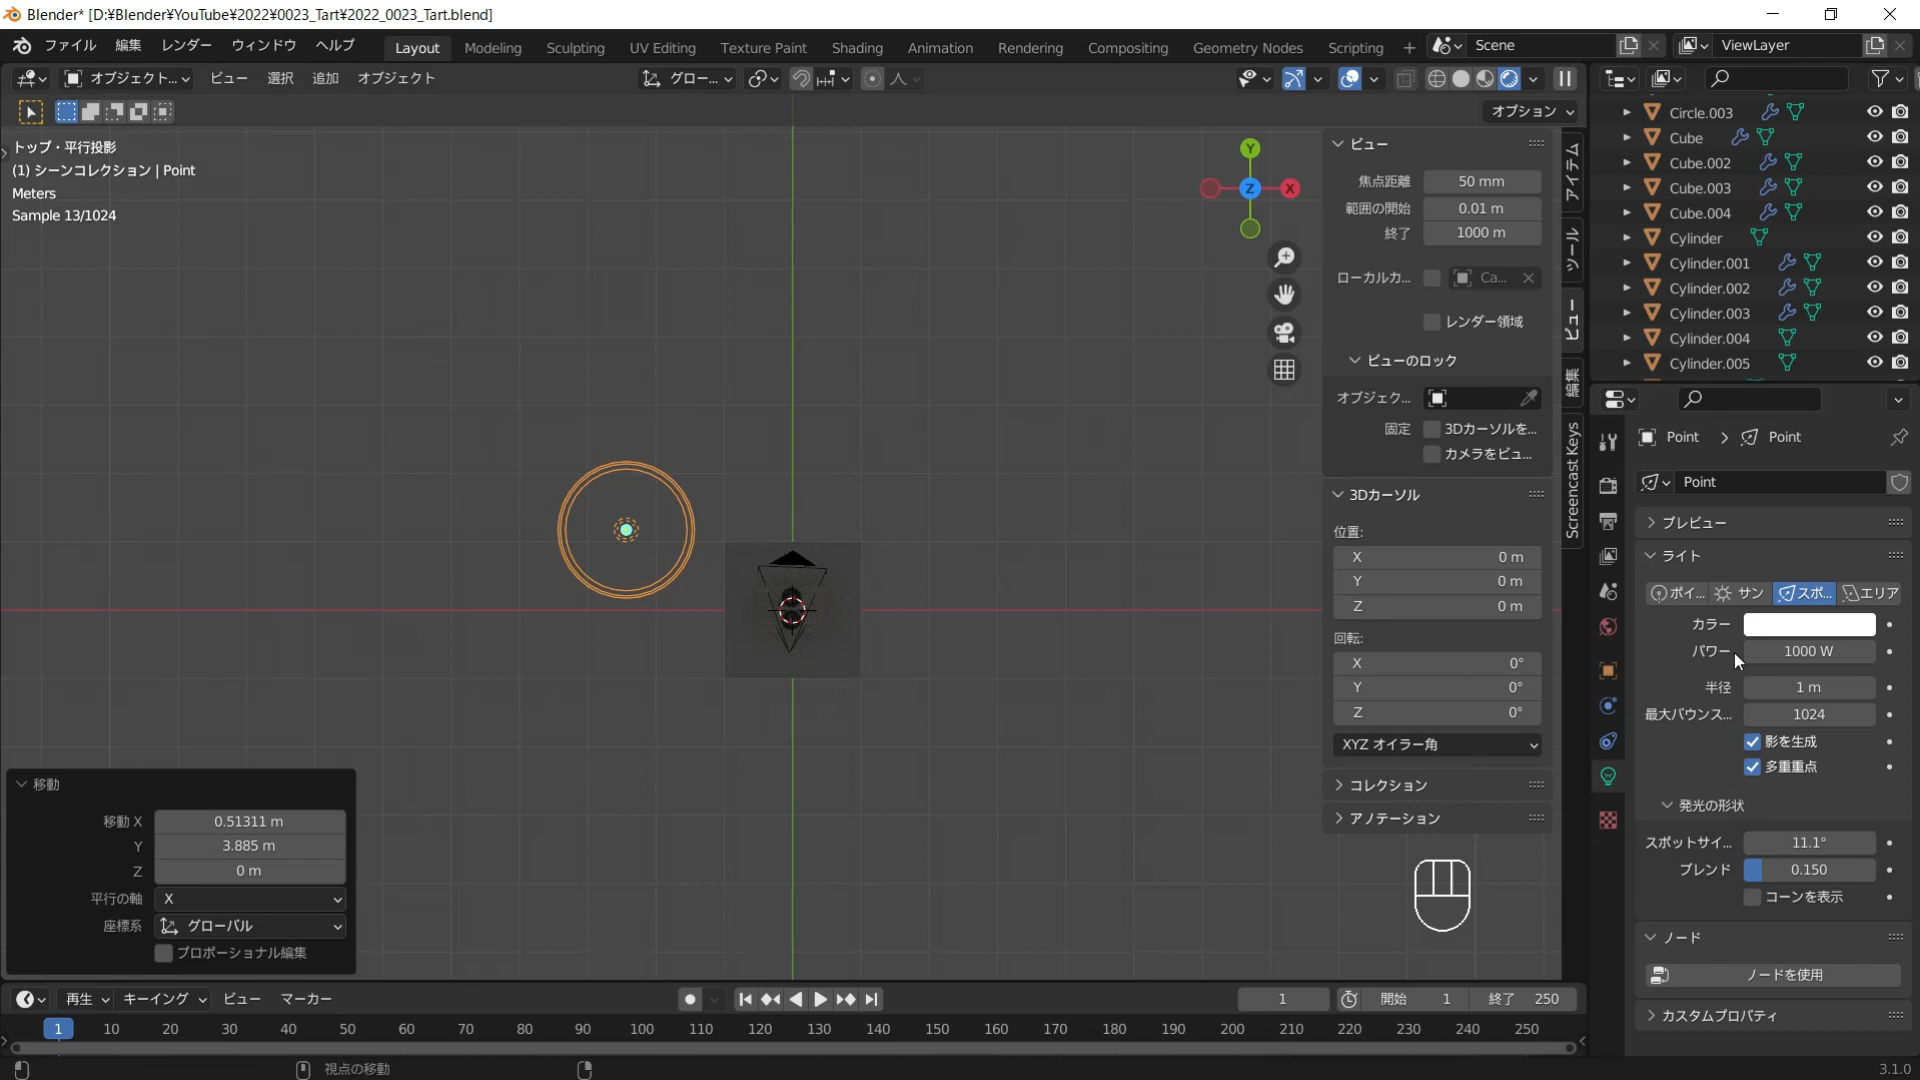 Blender* [D:¥Blender¥YouTube¥2022¥0023_Tart¥2022_0023_Tart.blend]
ファイル 編集 レンダー ウィンドウ ヘルプ Layout Modeling Sculpting UV Editing Texture Paint Shading Animation Rendering Compositing Geometry Nodes Scripting + Scene ViewLayer
オブジェクト... ビュー 選択 追加 オブジェクト グロー...
オプション
トップ・平行投影
(1) シーンコレクション | Point
Meters
Sample 13/1024
Y
Z
X
ビュー
焦点距離 50 mm
範囲の開始 0.01 m
終了 1000 m
ローカルカ... Ca...
レンダー領域
ビューのロック
オブジェク...
固定 3Dカーソルを...
カメラをビュ...
3Dカーソル
位置:
X 0 m
Y 0 m
Z 0 m
回転:
X 0°
Y 0°
Z 0°
XYZ オイラー角
コレクション
アノテーション
アイテム
ツール
ビュー
編集
Screencast Keys
Circle.003
Cube
Cube.002
Cube.003
Cube.004
Cylinder
Cylinder.001
Cylinder.002
Cylinder.003
Cylinder.004
Cylinder.005
Point > Point
Point
プレビュー
ライト
ポイ... サン スポ... エリア
カラー
パワー 1000 W
半径 1 m
最大バウンス... 1024
影を生成
多重重点
発光の形状
スポットサイ... 11.1°
ブレンド 0.150
コーンを表示
ノード
ノードを使用
カスタムプロパティ
移動
移動 X 0.51311 m
Y 3.885 m
Z 0 m
平行の軸 X
座標系 グローバル
プロポーショナル編集
再生 キーイング ビュー マーカー 1 開始 1 終了 250
1 10 20 30 40 50 60 70 80 90 100 110 120 130 140 150 160 170 180 190 200 210 220 230 240 250
視点の移動 3.1.0